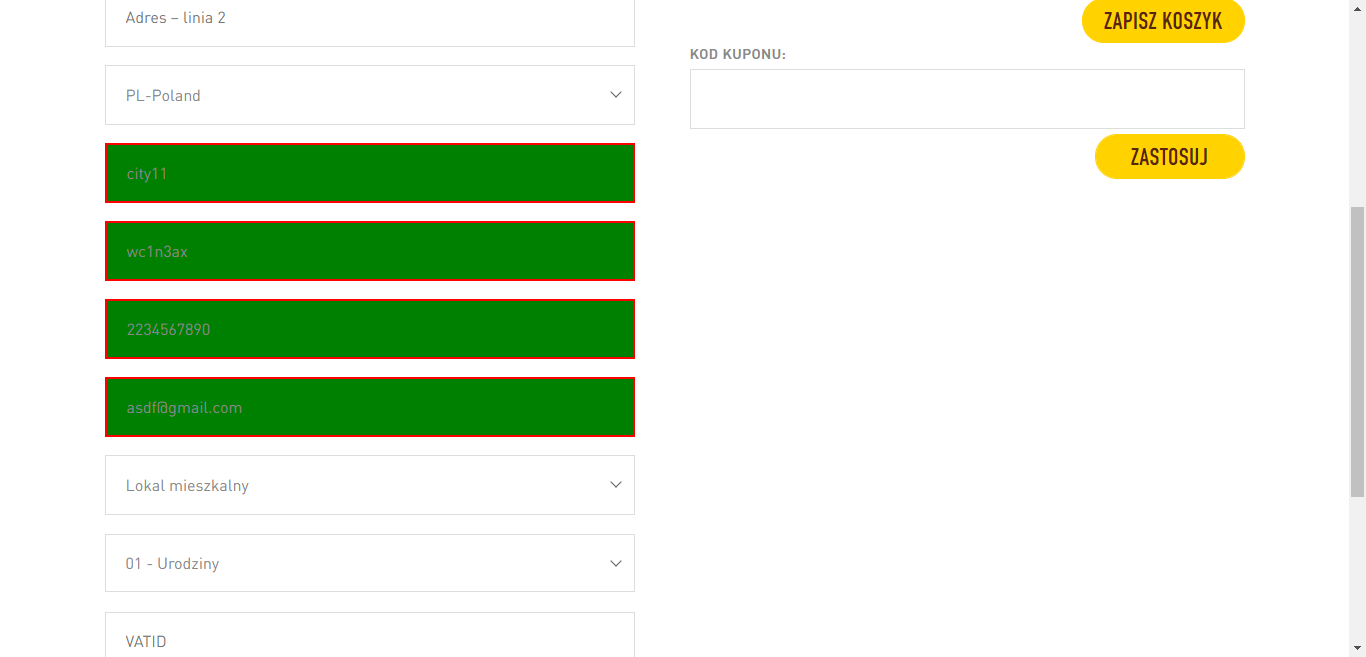 Adres – linia 2
PL-Poland
city11
wc1n3ax
2234567890
asdf@gmail.com
Lokal mieszkalny
01 - Urodziny
VATID
ZAPISZ KOSZYK
KOD KUPONU:
ZASTOSUJ